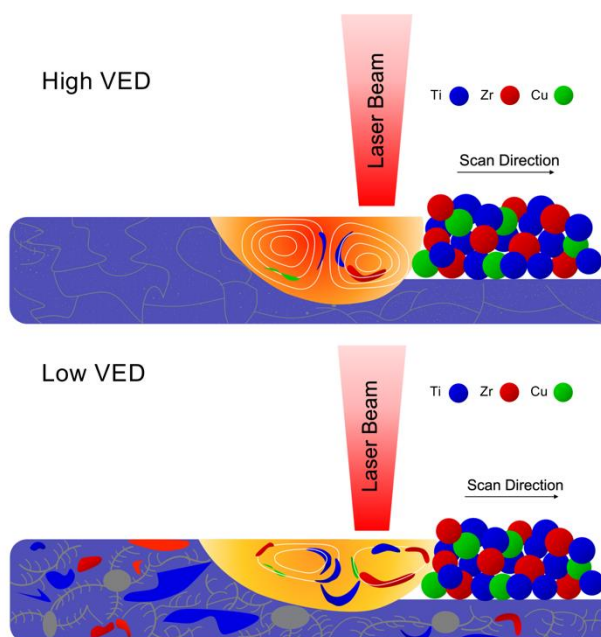 High VED
Laser Beam
Ti Zr Cu
Scan Direction
Low VED
Laser Beam
Ti Zr Cu
Scan Direction